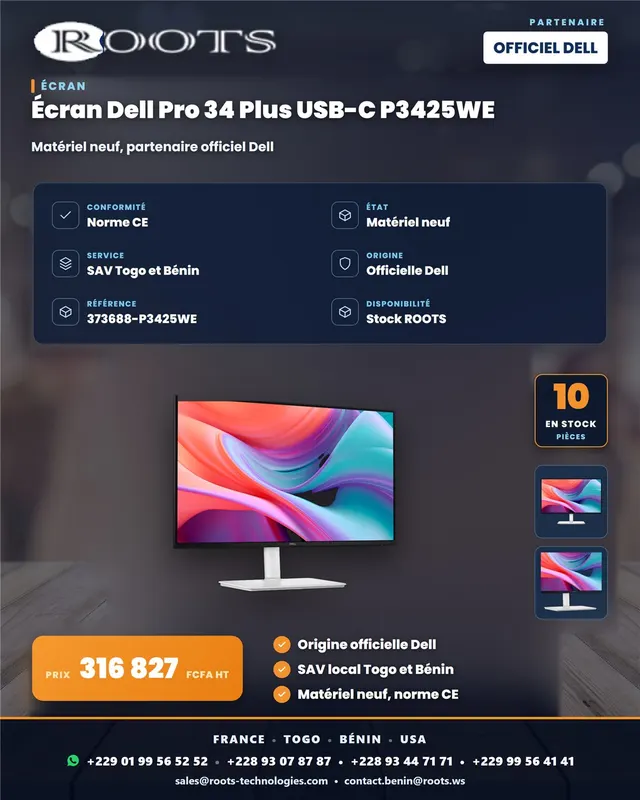 ROOTS
PARTENAIRE
OFFICIEL DELL
ÉCRAN
Écran Dell Pro 34 Plus USB-C P3425WE
Matériel neuf, partenaire officiel Dell
CONFORMITÉ
Norme CE
ÉTAT
Matériel neuf
SERVICE
SAV Togo et Bénin
ORIGINE
Officielle Dell
RÉFÉRENCE
373688-P3425WE
DISPONIBILITÉ
Stock ROOTS
10
EN STOCK
PIÈCES
PRIX 316 827 FCFA HT
Origine officielle Dell
SAV local Togo et Bénin
Matériel neuf, norme CE
FRANCE • TOGO • BÉNIN • USA
+229 01 99 56 52 52 • +228 93 07 87 87 • +228 93 44 71 71 • +229 99 56 41 41
sales@roots-technologies.com • contact.benin@roots.ws